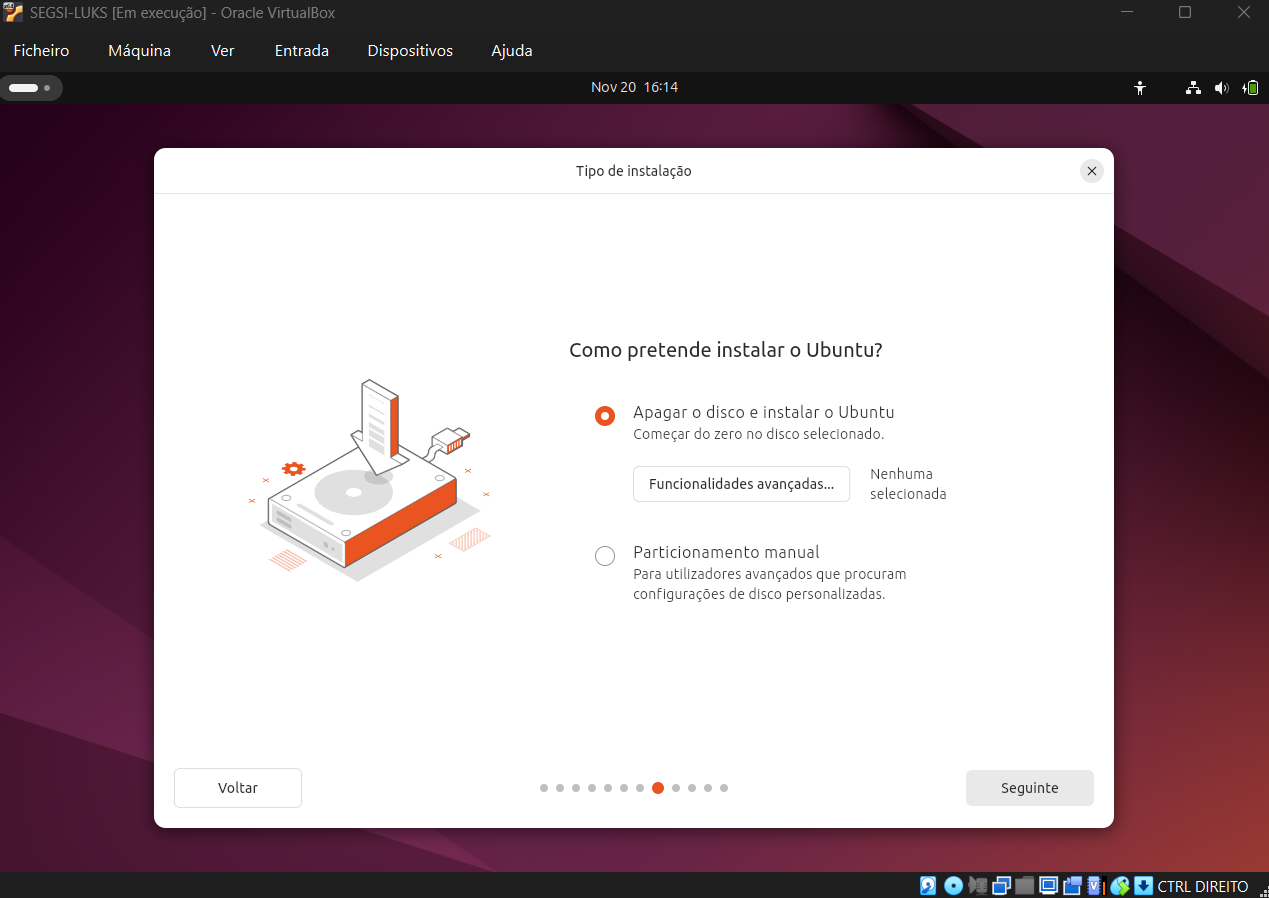 SEGSI-LUKS [Em execução] - Oracle VirtualBox
Ficheiro Máquina Ver Entrada Dispositivos Ajuda
Nov 20 16:14
Tipo de instalação
Como pretende instalar o Ubuntu?
Apagar o disco e instalar o Ubuntu
Começar do zero no disco selecionado.
Funcionalidades avançadas...
Nenhuma
selecionada
Particionamento manual
Para utilizadores avançados que procuram
configurações de disco personalizadas.
Voltar
Seguinte
CTRL DIREITO